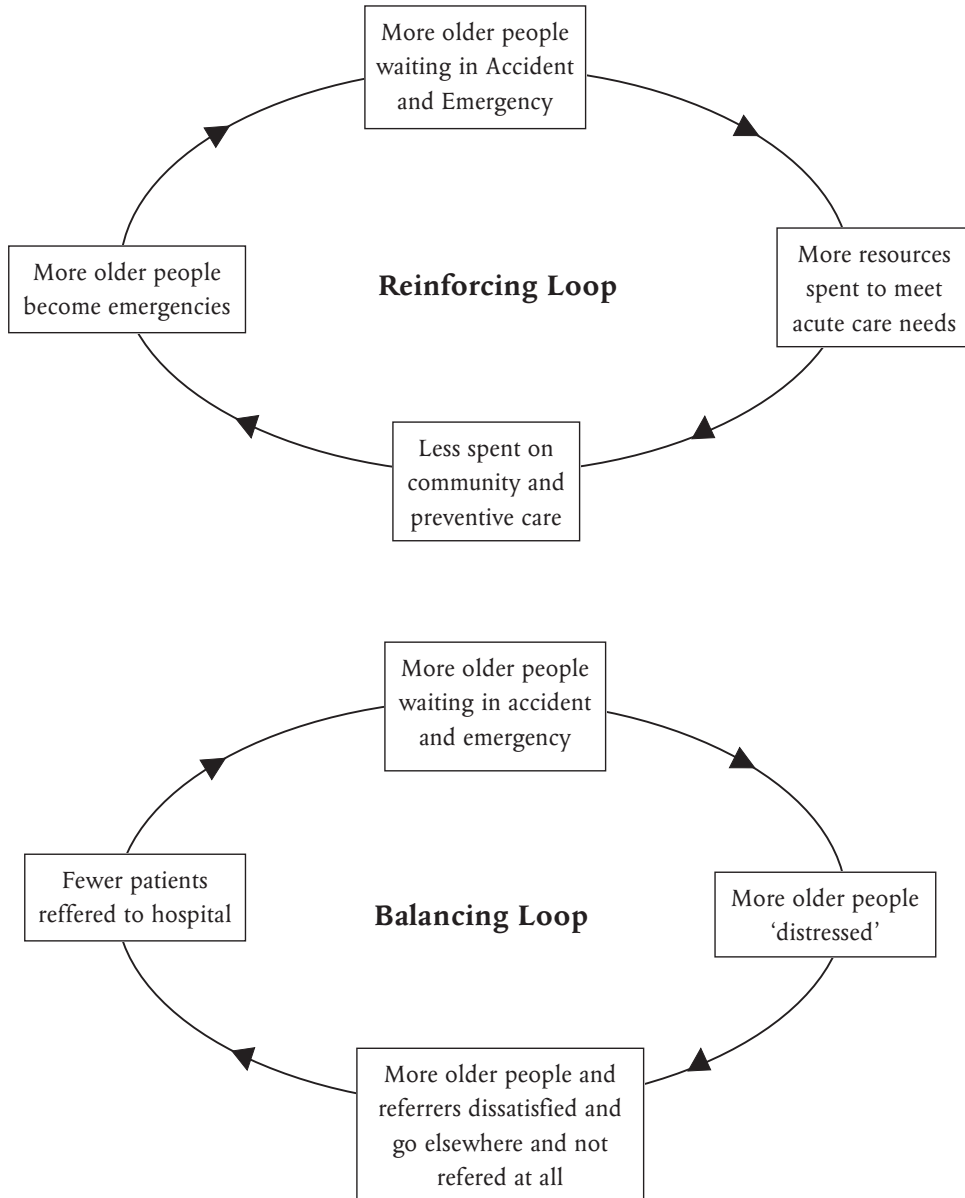 More older people
waiting in Accident
and Emergency
More older people
become emergencies
Reinforcing Loop
More resources
spent to meet
acute care needs
Less spent on
community and
preventive care
More older people
waiting in accident
and emergency
Fewer patients
reffered to hospital
Balancing Loop
More older people
‘distressed’
More older people and
referrers dissatisfied and
go elsewhere and not
refered at all